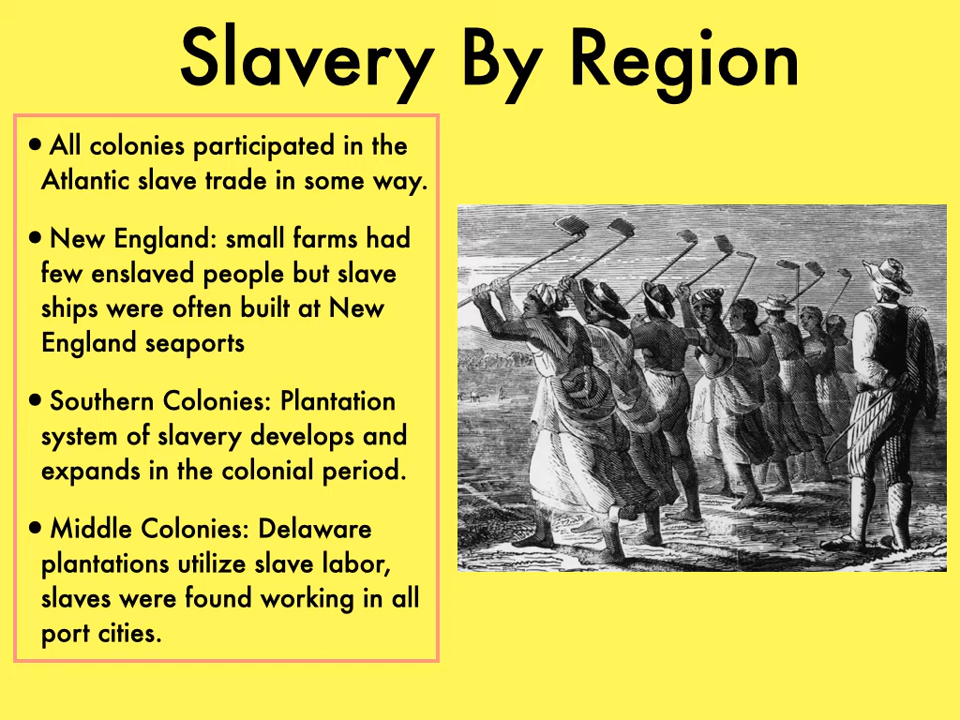 Slavery By Region
• All colonies participated in the
Atlantic slave trade in some way.
• New England: small farms had
few enslaved people but slave
ships were often built at New
England seaports
• Southern Colonies: Plantation
system of slavery develops and
expands in the colonial period.
• Middle Colonies: Delaware
plantations utilize slave labor,
slaves were found working in all
port cities.